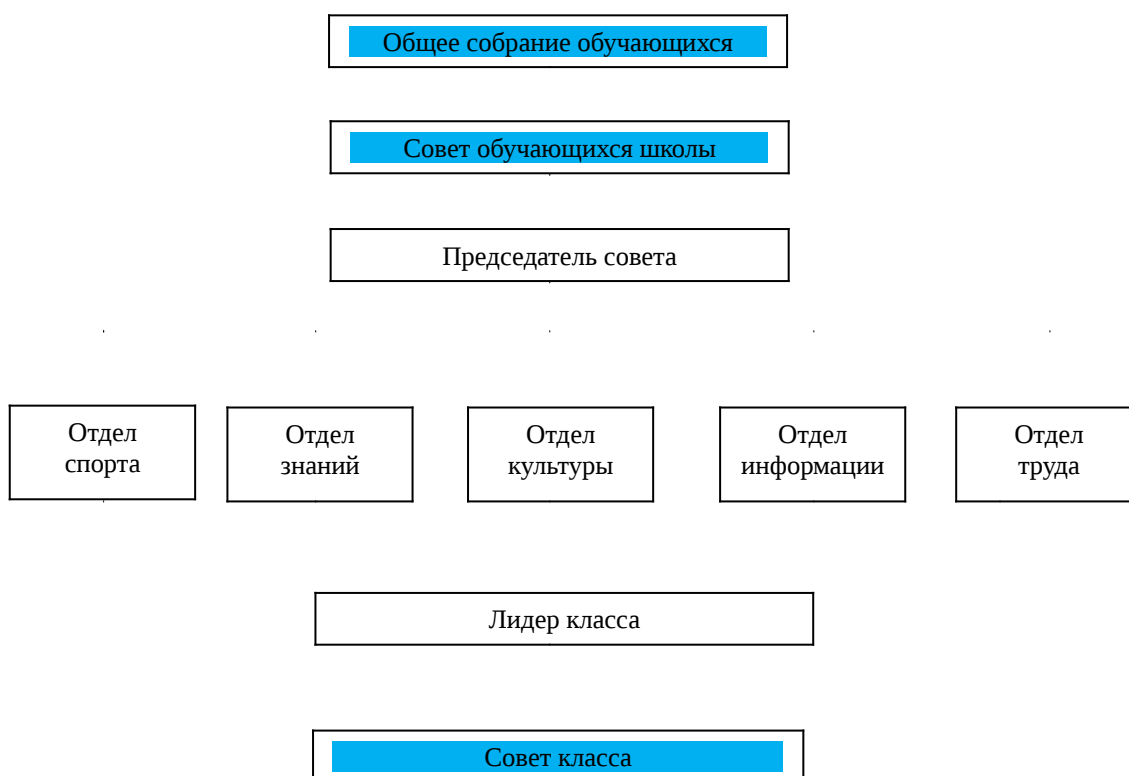 Общее собрание обучающихся
Совет обучающихся школы
Председатель совета
Отдел
спорта
Отдел
знаний
Отдел
культуры
Отдел
информации
Отдел
труда
Лидер класса
Совет класса